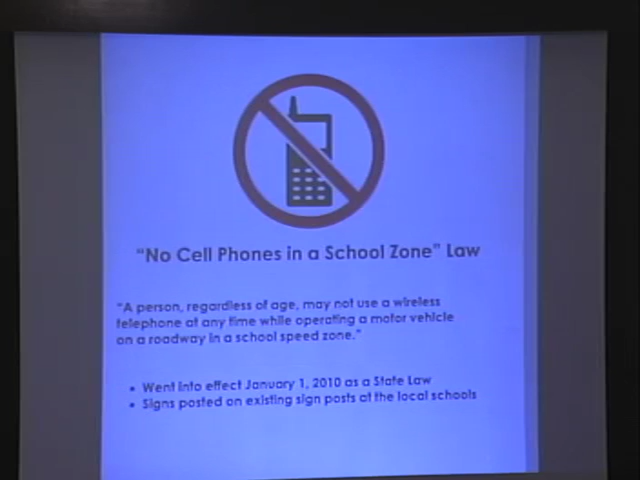 “No Cell Phones in a School Zone” Law
“A person, regardless of age, may not use a wireless
telephone at any time while operating a motor vehicle
on a roadway in a school speed zone.”
• Went into effect January 1, 2010 as a State Law
• Signs posted on existing sign posts at the local schools